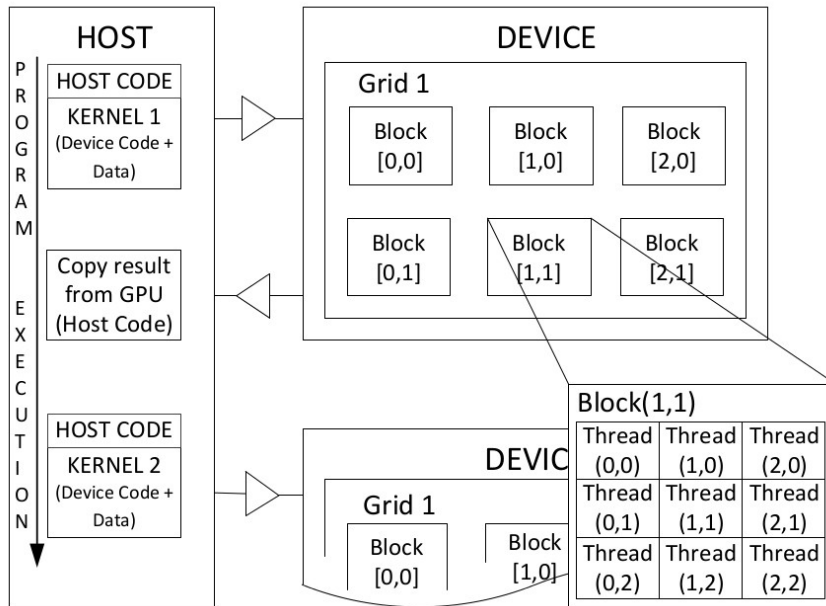 HOST
PROGRAM EXECUTION
HOST CODE
KERNEL 1
(Device Code +
Data)
Copy result
from GPU
(Host Code)
HOST CODE
KERNEL 2
(Device Code +
Data)
DEVICE
Grid 1
Block
[0,0]
Block
[1,0]
Block
[2,0]
Block
[0,1]
Block
[1,1]
Block
[2,1]
DEVIC
Grid 1
Block
[0,0]
Block
[1,0]
Block(1,1)
Thread
(0,0)
Thread
(1,0)
Thread
(2,0)
Thread
(0,1)
Thread
(1,1)
Thread
(2,1)
Thread
(0,2)
Thread
(1,2)
Thread
(2,2)